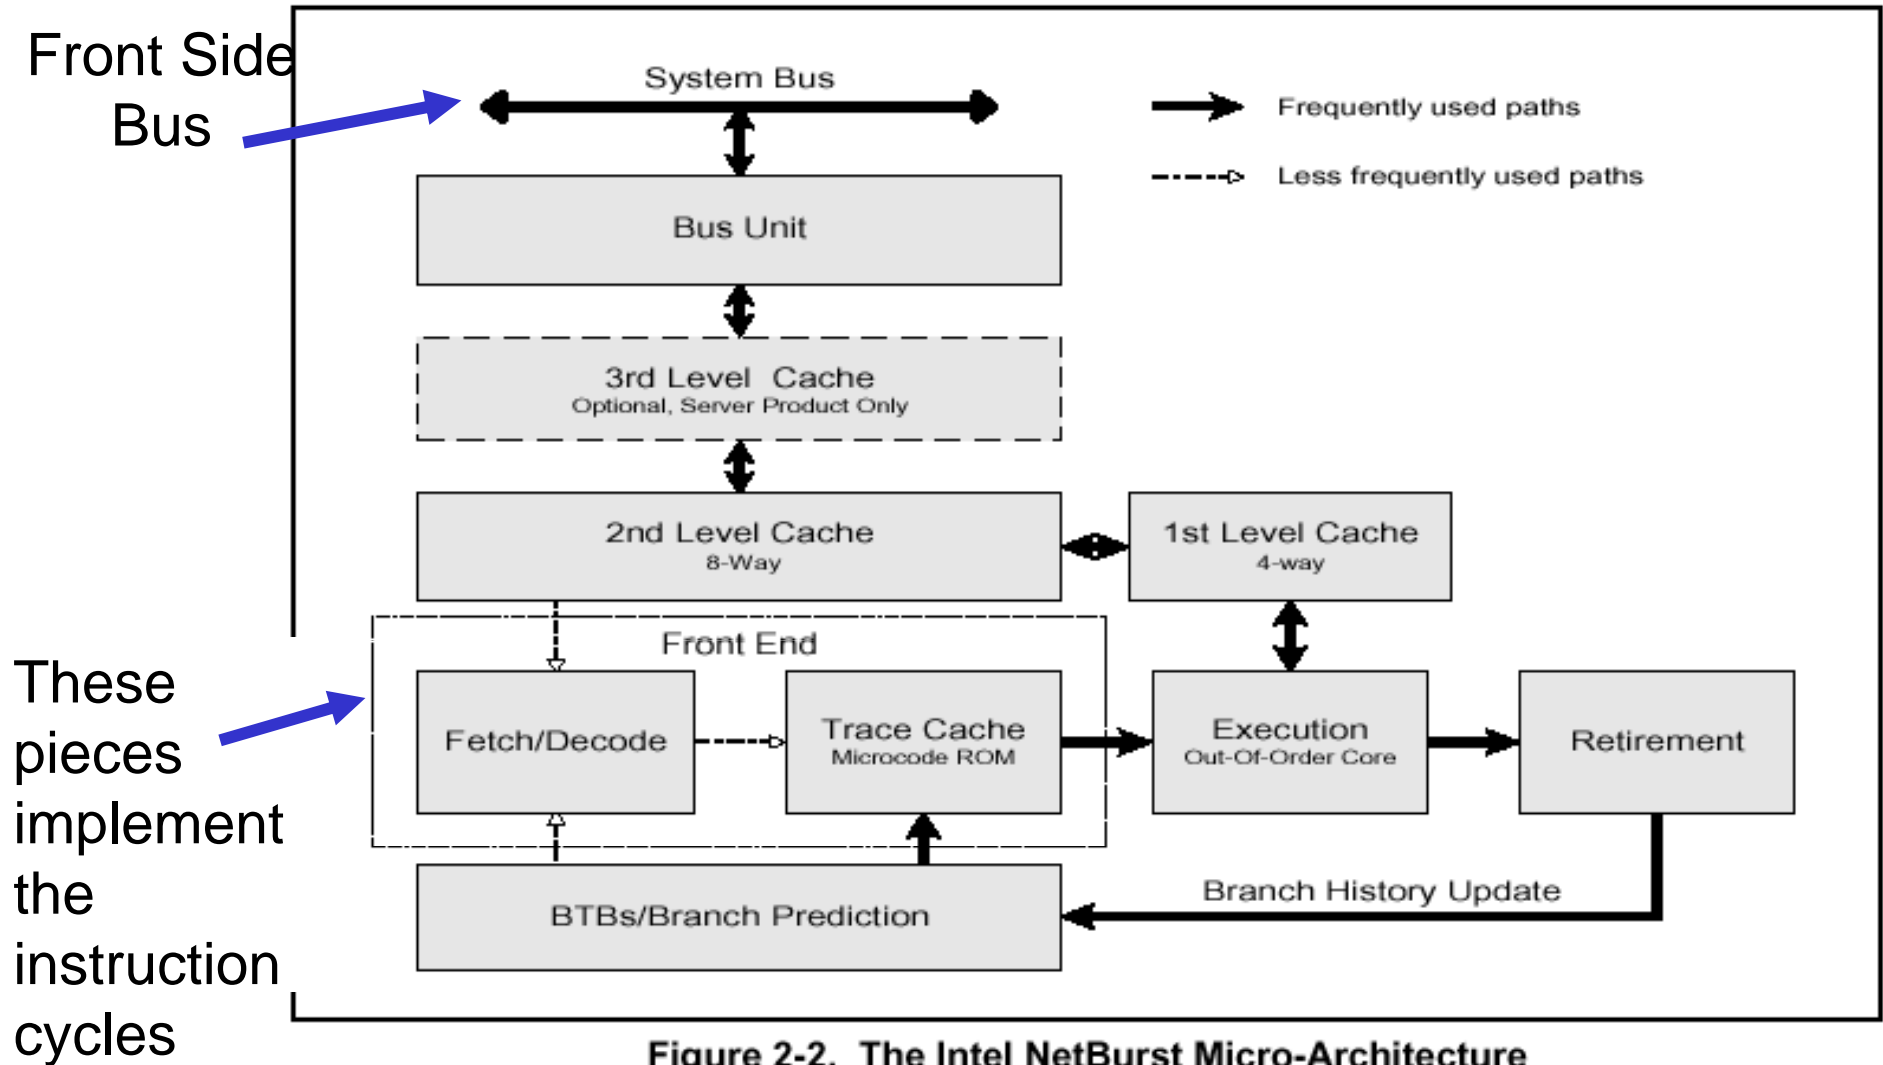 Front Side
Bus
System Bus
Frequently used paths
Less frequently used paths
Bus Unit
3rd Level Cache
Optional, Server Product Only
2nd Level Cache
8-Way
1st Level Cache
4-way
Front End
These
pieces
implement
the
instruction
cycles
Fetch/Decode
Trace Cache
Microcode ROM
Execution
Out-Of-Order Core
Retirement
BTBs/Branch Prediction
Branch History Update
Figure 2-2. The Intel NetBurst Micro-Architecture